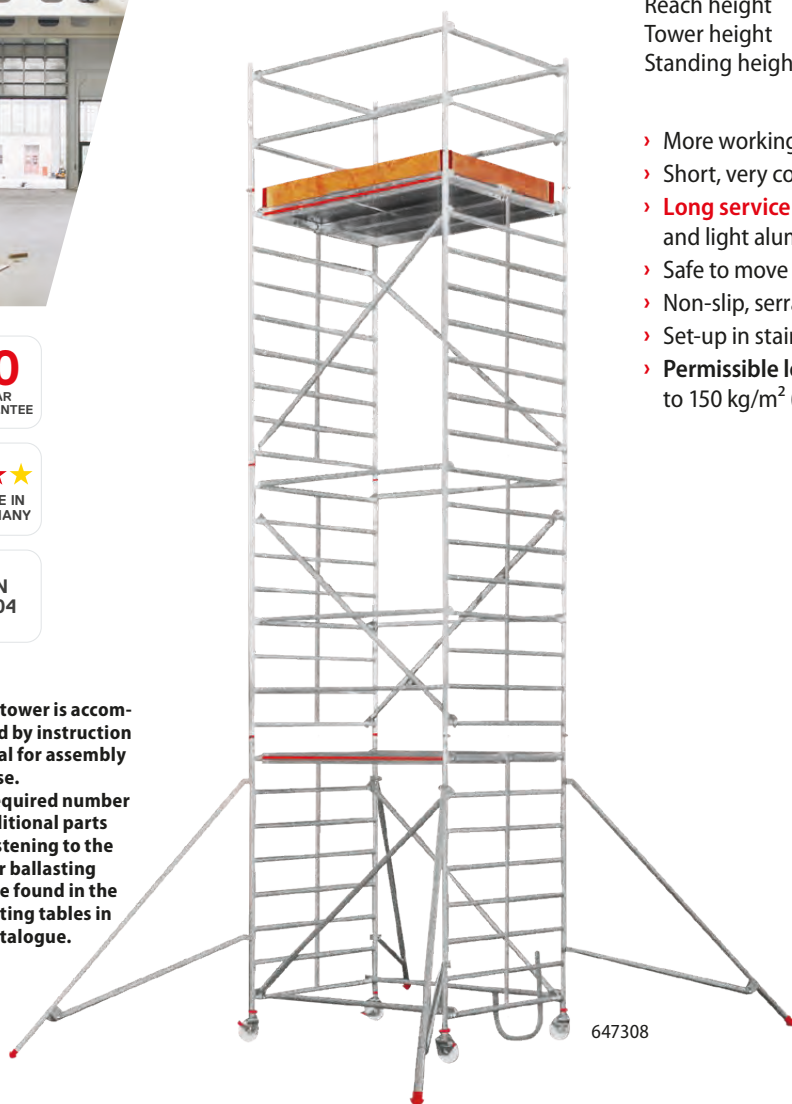 Reach height
Tower height
Standing heigh
› More working
› Short, very co
› Long service
and light alum
› Safe to move
› Non-slip, serra
› Set-up in stair
› Permissible lo
to 150 kg/m²
0
AR
NTEE
E IN
MANY
N
04
tower is accom-
d by instruction
al for assembly
se.
equired number
ditional parts
stening to the
r ballasting
e found in the
ting tables in
talogue.
647308